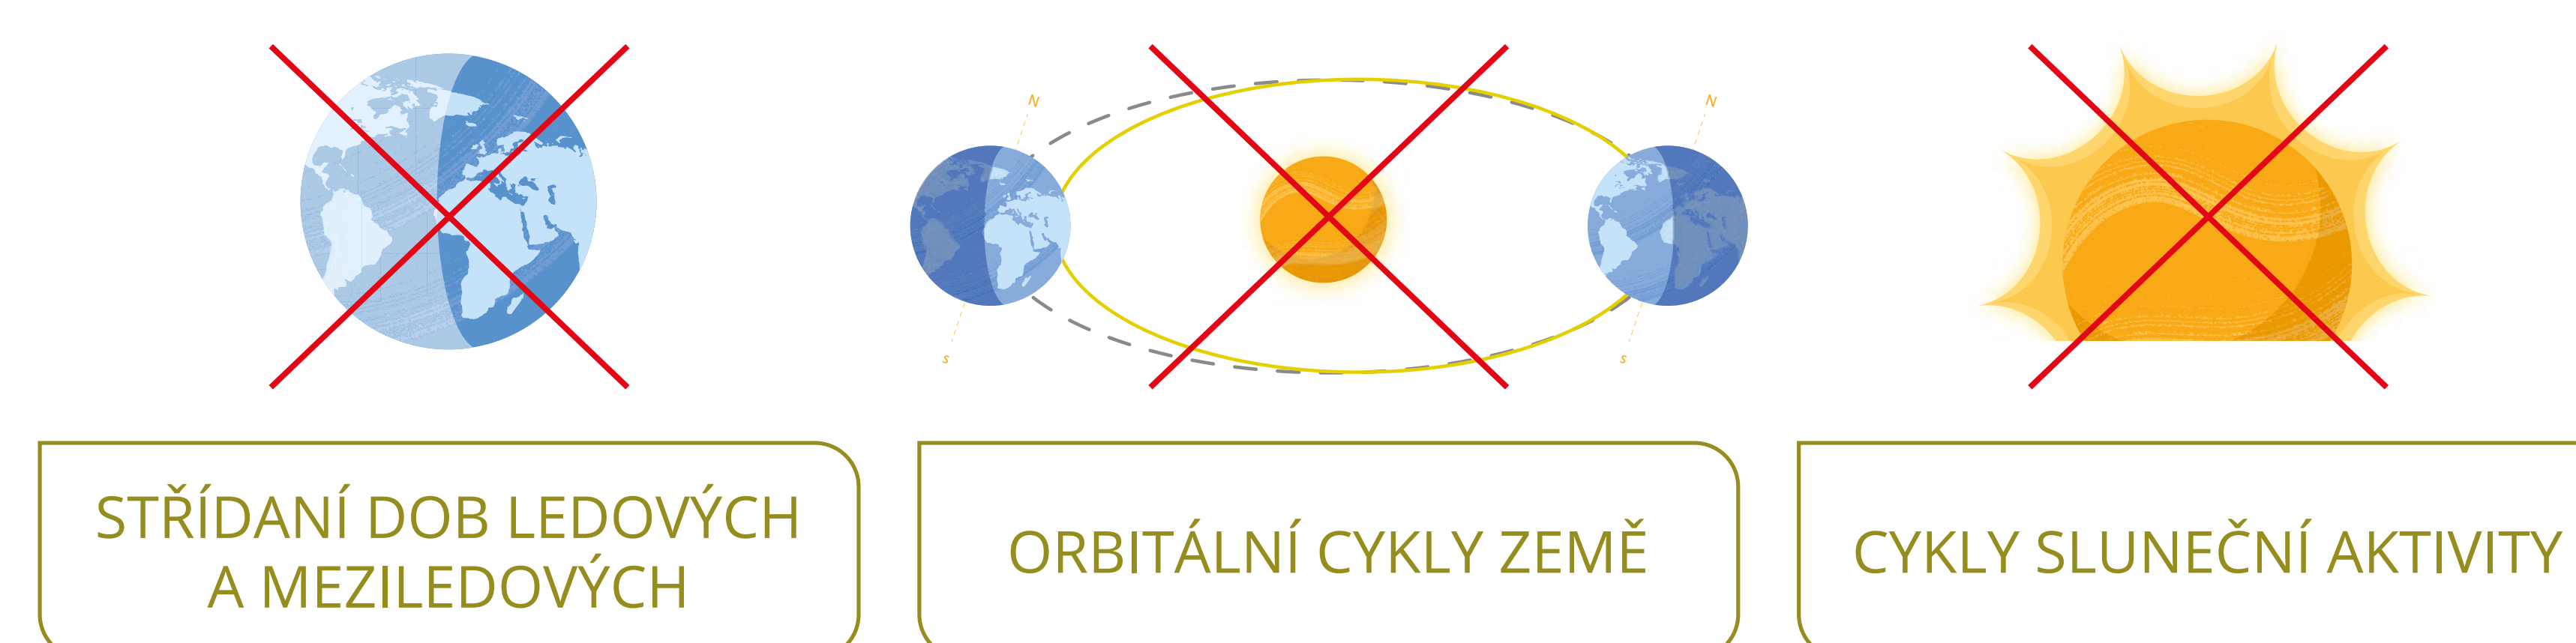 N
N
S
S
STŘÍDANÍ DOB LEDOVÝCH
A MEZILEDOVÝCH
ORBITÁLNÍ CYKLY ZEMĚ
CYKLY SLUNEČNÍ AKTIVITY